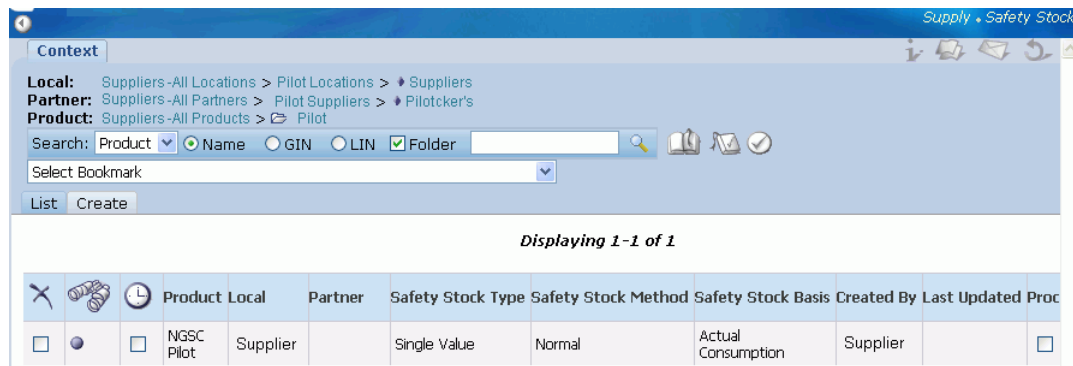 Supply • Safety Stock
Context
Local: Suppliers-All Locations > Pilot Locations > Suppliers
Partner: Suppliers-All Partners > Pilot Suppliers > Pilotcker's
Product: Suppliers-All Products > Pilot
Search: Product Name GIN LIN Folder
Select Bookmark
List Create
Displaying 1-1 of 1
Product Local Partner Safety Stock Type Safety Stock Method Safety Stock Basis Created By Last Updated Proc
NGSC Pilot Supplier Single Value Normal Actual Consumption Supplier